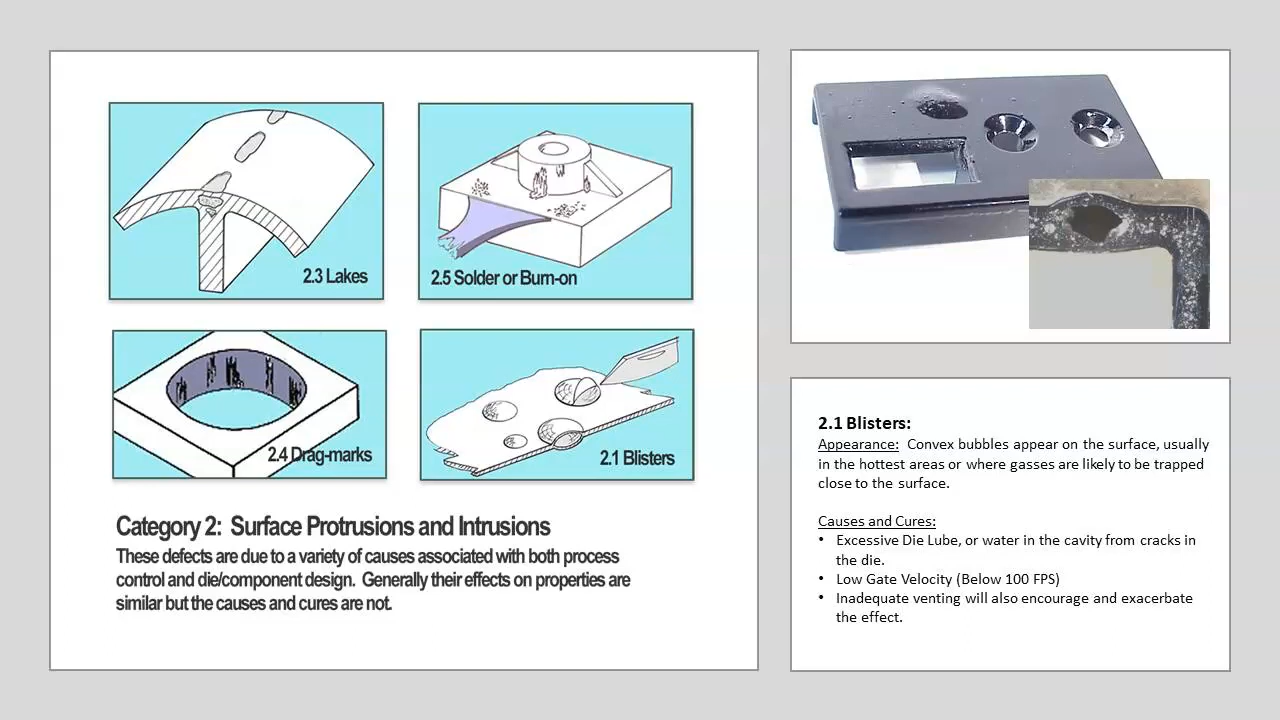 2.3 Lakes
2.5 Solder or Burn-on
2.4 Drag-marks
2.1 Blisters
Category 2:  Surface Protrusions and Intrusions
These defects are due to a variety of causes associated with both process
control and die/component design.  Generally their effects on properties are
similar but the causes and cures are not.
2.1 Blisters:
Appearance:  Convex bubbles appear on the surface, usually
in the hottest areas or where gasses are likely to be trapped
close to the surface.
Causes and Cures:
• Excessive Die Lube, or water in the cavity from cracks in
the die.
• Low Gate Velocity (Below 100 FPS)
• Inadequate venting will also encourage and exacerbate
the effect.